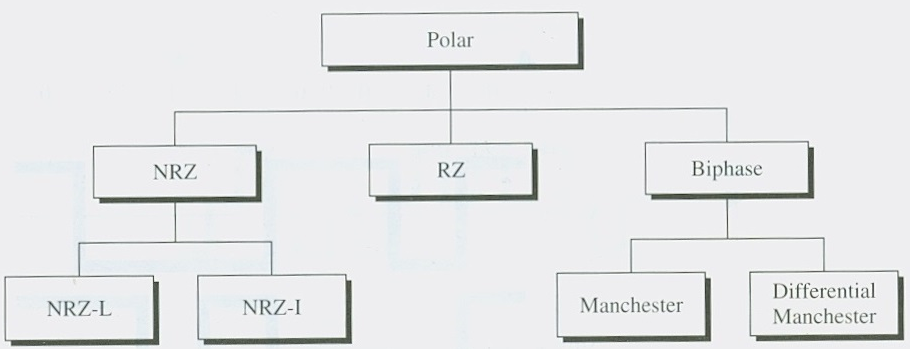 Polar
NRZ
RZ
Biphase
NRZ-L
NRZ-I
Manchester
Differential
Manchester